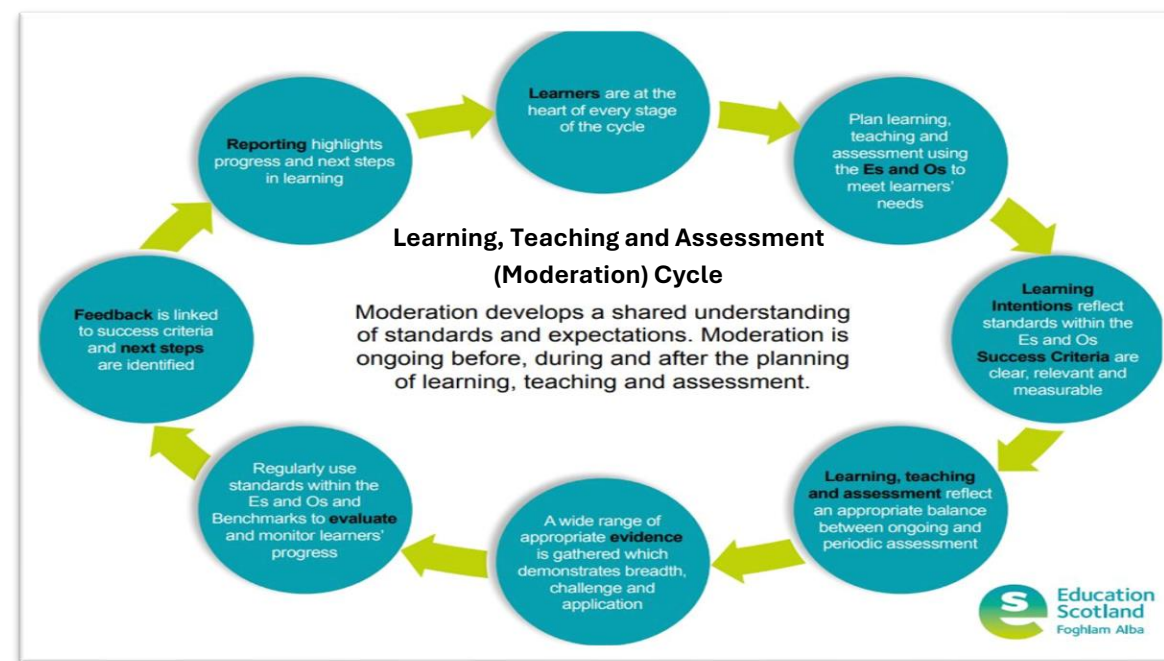 Learners are at the
heart of every stage
of the cycle
Plan learning,
teaching and
assessment using
the Es and Os to
meet learners'
needs
Learning
Intentions reflect
standards within the
Es and Os
Success Criteria are
clear, relevant and
measurable
Learning, teaching
and assessment reflect
an appropriate balance
between ongoing and
periodic assessment
A wide range of
appropriate evidence
is gathered which
demonstrates breadth,
challenge and
application
Regularly use
standards within the
Es and Os and
Benchmarks to evaluate
and monitor learners'
progress
Feedback is linked
to success criteria
and next steps
are identified
Reporting highlights
progress and next steps
in learning
Learning, Teaching and Assessment
(Moderation) Cycle
Moderation develops a shared understanding
of standards and expectations. Moderation is
ongoing before, during and after the planning
of learning, teaching and assessment.
Education
Scotland
Foghlam Alba